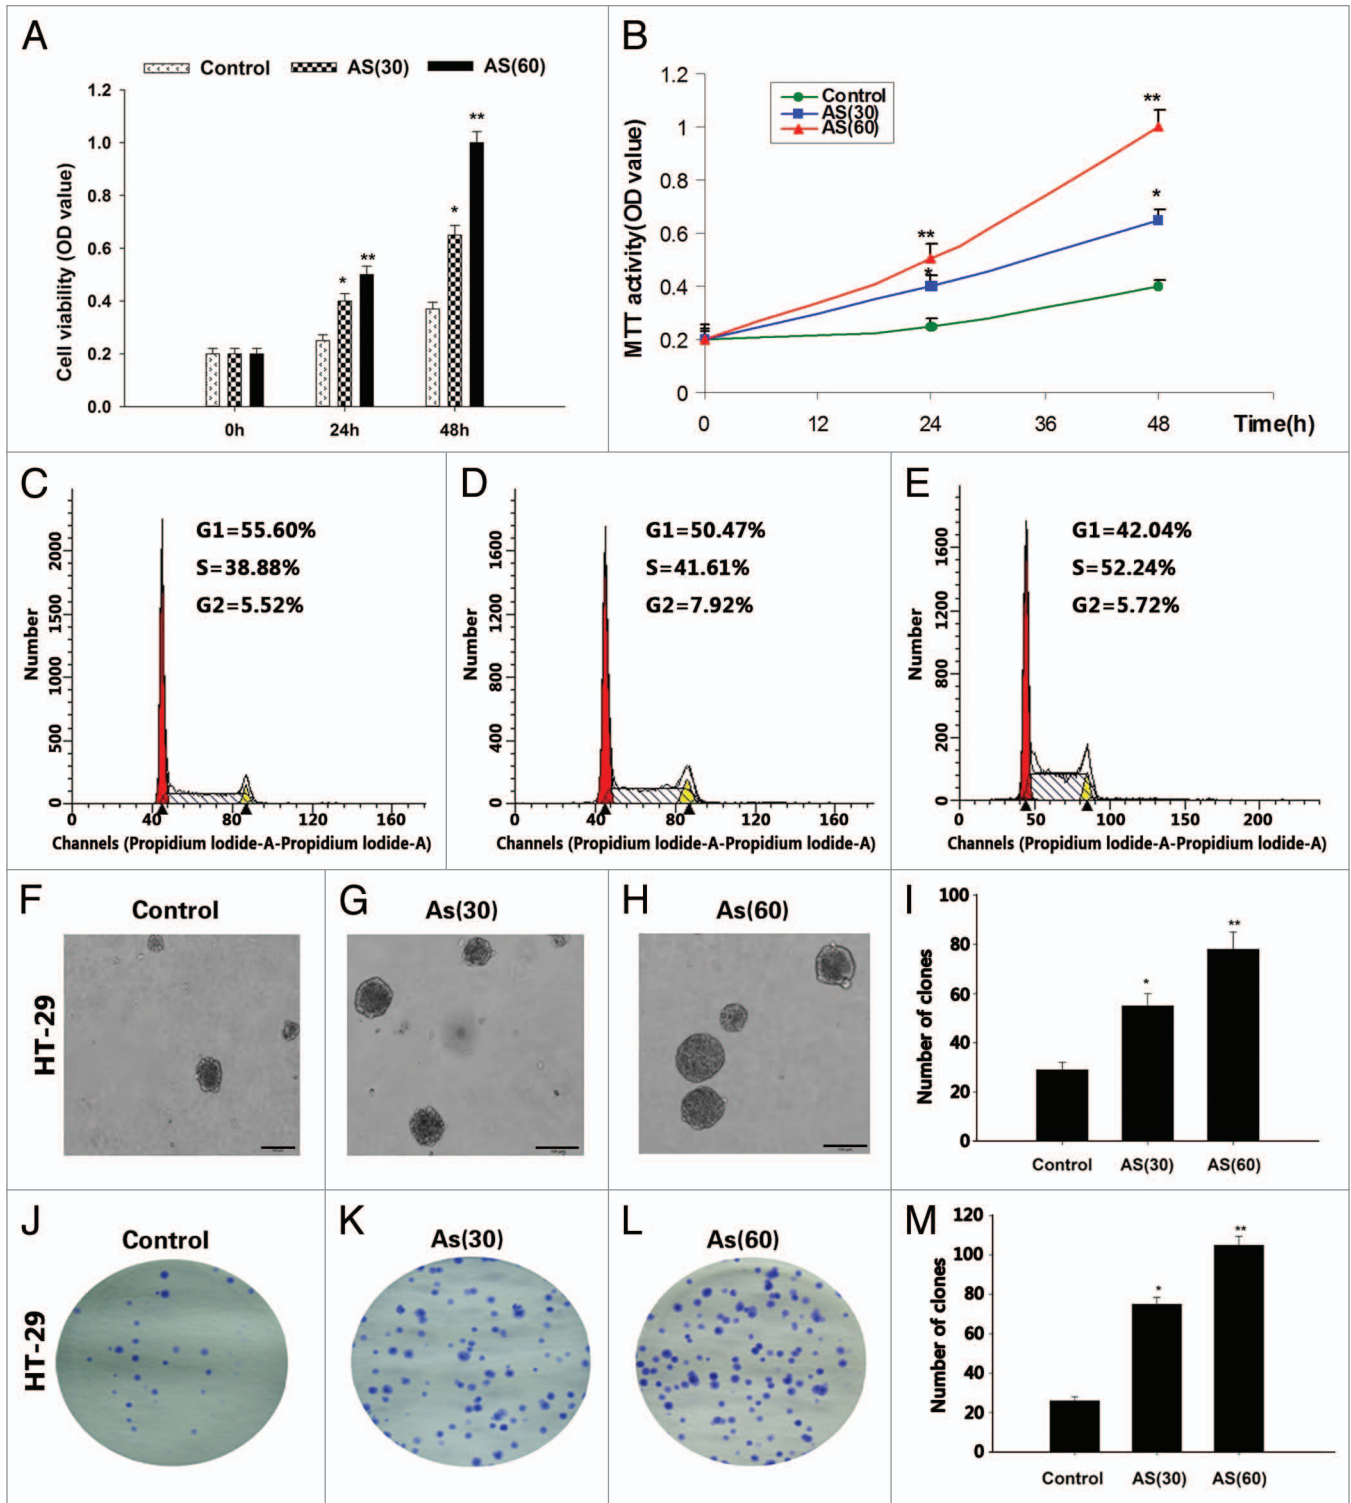 A
Control AS(30) AS(60)
Cell viability (OD value)
1.2
1.0
0.8
0.6
0.4
0.2
0.0
**
*
*
**
0h 24h 48h
B
MTT activity(OD value)
1.2
1
0.8
0.6
0.4
0.2
0
Control
AS(30)
AS(60)
**
*
**
*
0 12 24 36 48 Time(h)
C
Number
2000
1500
1000
500
0
G1=55.60%
S=38.88%
G2=5.52%
0 40 80 120 160
Channels (Propidium Iodide-A-Propidium Iodide-A)
D
Number
1600
1200
800
400
0
G1=50.47%
S=41.61%
G2=7.92%
0 40 80 120 160
Channels (Propidium Iodide-A-Propidium Iodide-A)
E
Number
1600
1200
800
200
0
G1=42.04%
S=52.24%
G2=5.72%
0 50 100 150 200
Channels (Propidium Iodide-A-Propidium Iodide-A)
HT-29
F
Control
G
As(30)
H
As(60)
I
Number of clones
100
80
60
40
20
0
*
**
Control AS(30) AS(60)
HT-29
J
Control
K
As(30)
L
As(60)
M
Number of clones
120
100
80
60
40
20
0
*
**
Control AS(30) AS(60)